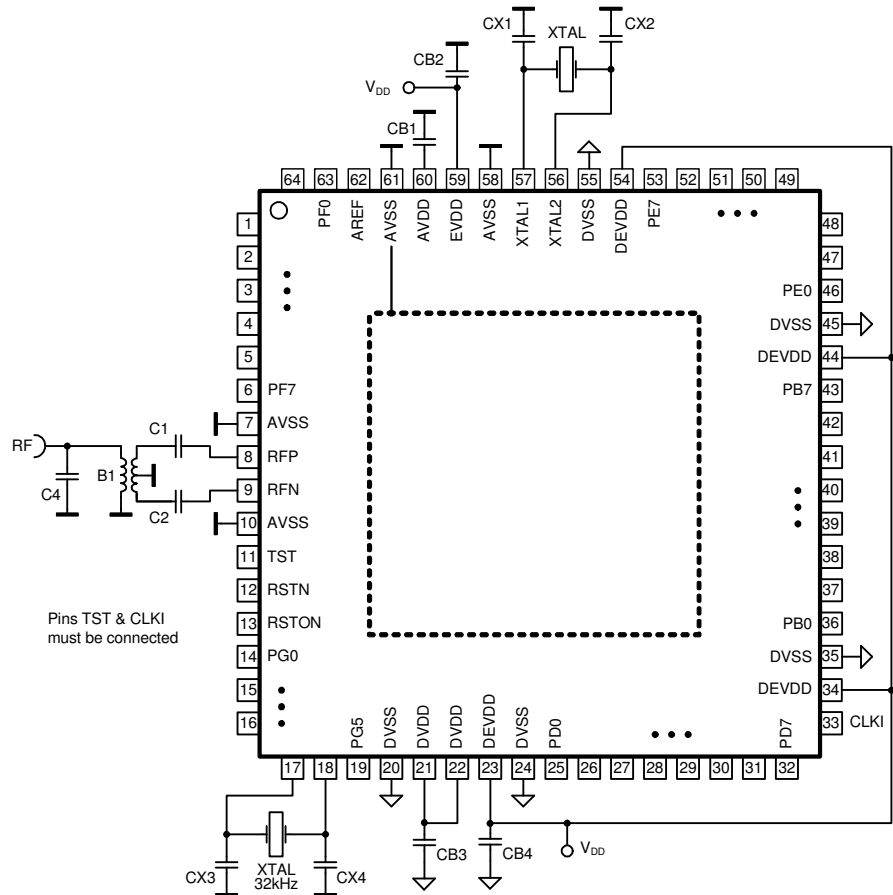 CX1
XTAL
CX2
CB2
VDD
CB1
64
63
62
61
60
59
58
57
56
55
54
53
52
51
50
49
PF0
AREF
AVSS
AVDD
EVDD
AVSS
XTAL1
XTAL2
DVSS
DEVDD
PE7
1
2
3
4
5
6 PF7
7 AVSS
8 RFP
9 RFN
10 AVSS
11 TST
12 RSTN
13 RSTON
14 PG0
15
16
RF
C4
B1
C1
C2
Pins TST & CLKI
must be connected
48
47
PE0 46
DVSS 45
DEVDD 44
PB7 43
42
41
40
39
38
37
PB0 36
DVSS 35
DEVDD 34
33 CLKI
PG5
DVSS
DVDD
DVDD
DEVDD
DVSS
PD0
PD7
17
18
19
20
21
22
23
24
25
26
27
28
29
30
31
32
CX3
XTAL
32kHz
CX4
CB3
CB4
VDD